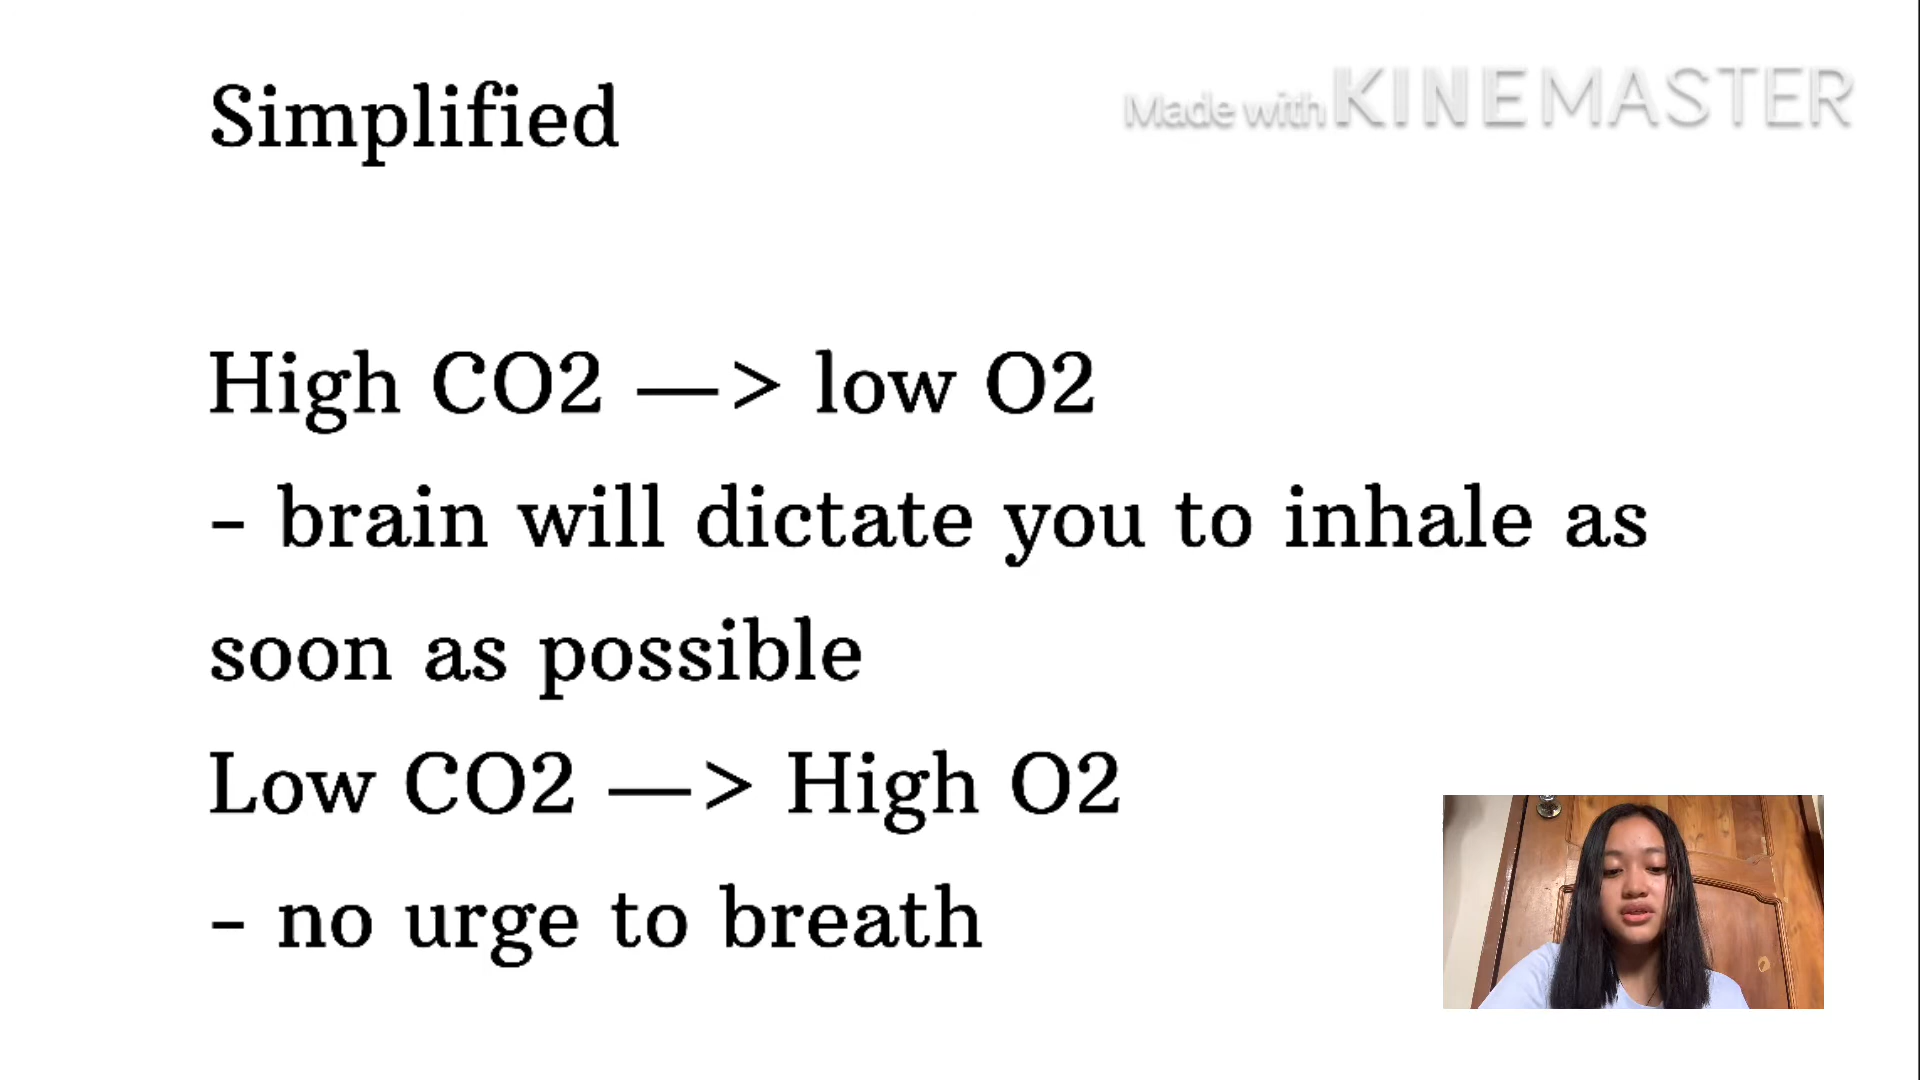 Simplified
Made with KINEMASTER
High CO2 —> low O2
- brain will dictate you to inhale as
soon as possible
Low CO2 —> High O2
- no urge to breath